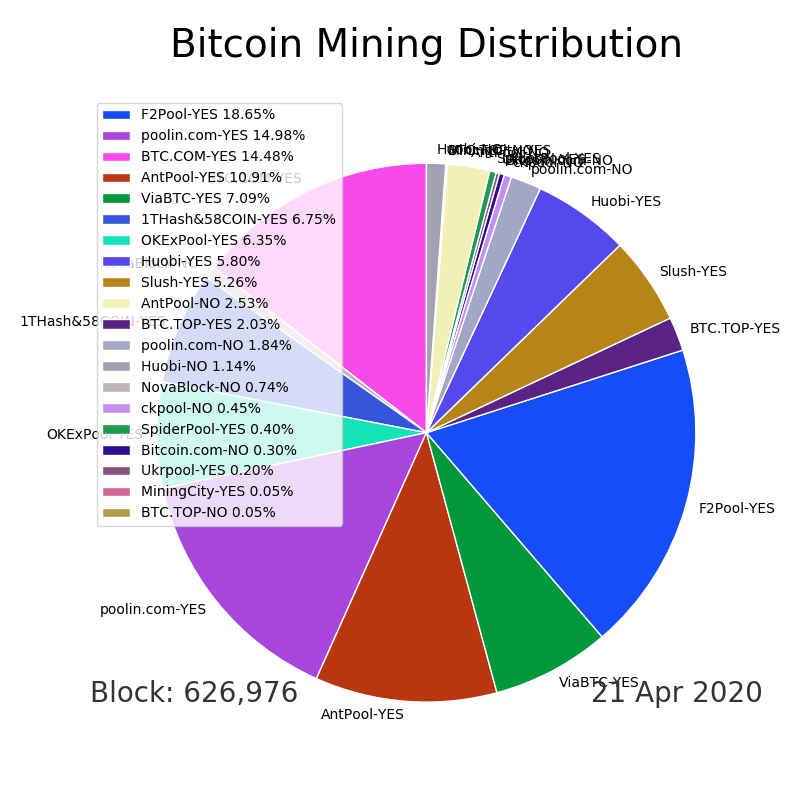 Bitcoin Mining Distribution
F2Pool-YES 18.65%
poolin.com-YES 14.98%
BTC.COM-YES 14.48%
AntPool-YES 10.91%
ViaBTC-YES 7.09%
1THash&58COIN-YES 6.75%
OKExPool-YES 6.35%
Huobi-YES 5.80%
Slush-YES 5.26%
AntPool-NO 2.53%
BTC.TOP-YES 2.03%
poolin.com-NO 1.84%
Huobi-NO 1.14%
NovaBlock-NO 0.74%
ckpool-NO 0.45%
SpiderPool-YES 0.40%
Bitcoin.com-NO 0.30%
Ukrpool-YES 0.20%
MiningCity-YES 0.05%
BTC.TOP-NO 0.05%
poolin.com-NO
Huobi-YES
Slush-YES
BTC.TOP-YES
F2Pool-YES
ViaBTC-YES
AntPool-YES
poolin.com-YES
OKExPool-YES
1THash&58COIN-YES
Block: 626,976
21 Apr 2020